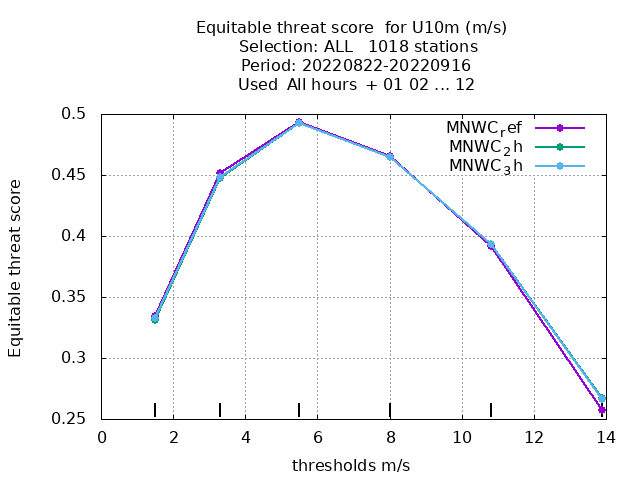 Equitable threat score  for U10m (m/s)
Selection: ALL   1018 stations
Period: 20220822-20220916
Used  All hours  + 01 02 ... 12
MNWC_ref
MNWC_2h
MNWC_3h
0.5
0.45
0.4
0.35
0.3
0.25
Equitable threat score
0 2 4 6 8 10 12 14
thresholds m/s